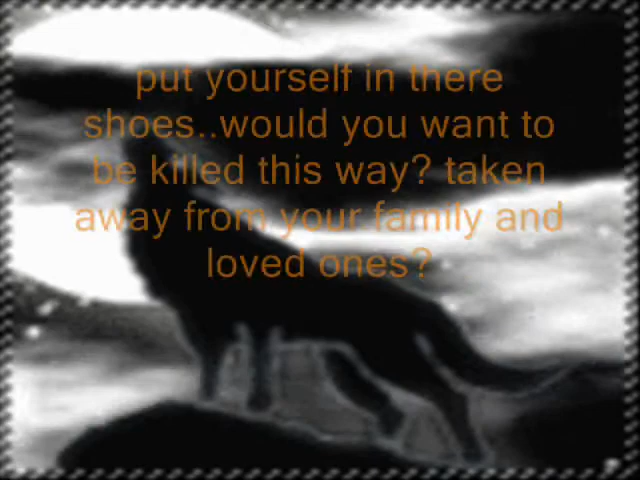 put yourself in there
shoes..would you want to
be killed this way? taken
away from your family and
loved ones?